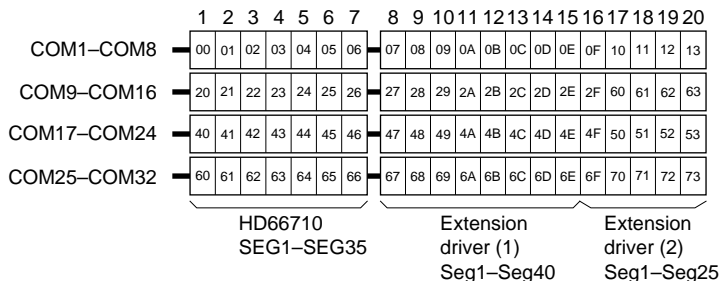 1 2 3 4 5 6 7 8 9 10 11 12 13 14 15 16 17 18 19 20
COM1–COM8 00 01 02 03 04 05 06 07 08 09 0A 0B 0C 0D 0E 0F 10 11 12 13
COM9–COM16 20 21 22 23 24 25 26 27 28 29 2A 2B 2C 2D 2E 2F 60 61 62 63
COM17–COM24 40 41 42 43 44 45 46 47 48 49 4A 4B 4C 4D 4E 4F 50 51 52 53
COM25–COM32 60 61 62 63 64 65 66 67 68 69 6A 6B 6C 6D 6E 6F 70 71 72 73
HD66710 Extension Extension
SEG1–SEG35 driver (1) driver (2)
Seg1–Seg40 Seg1–Seg25